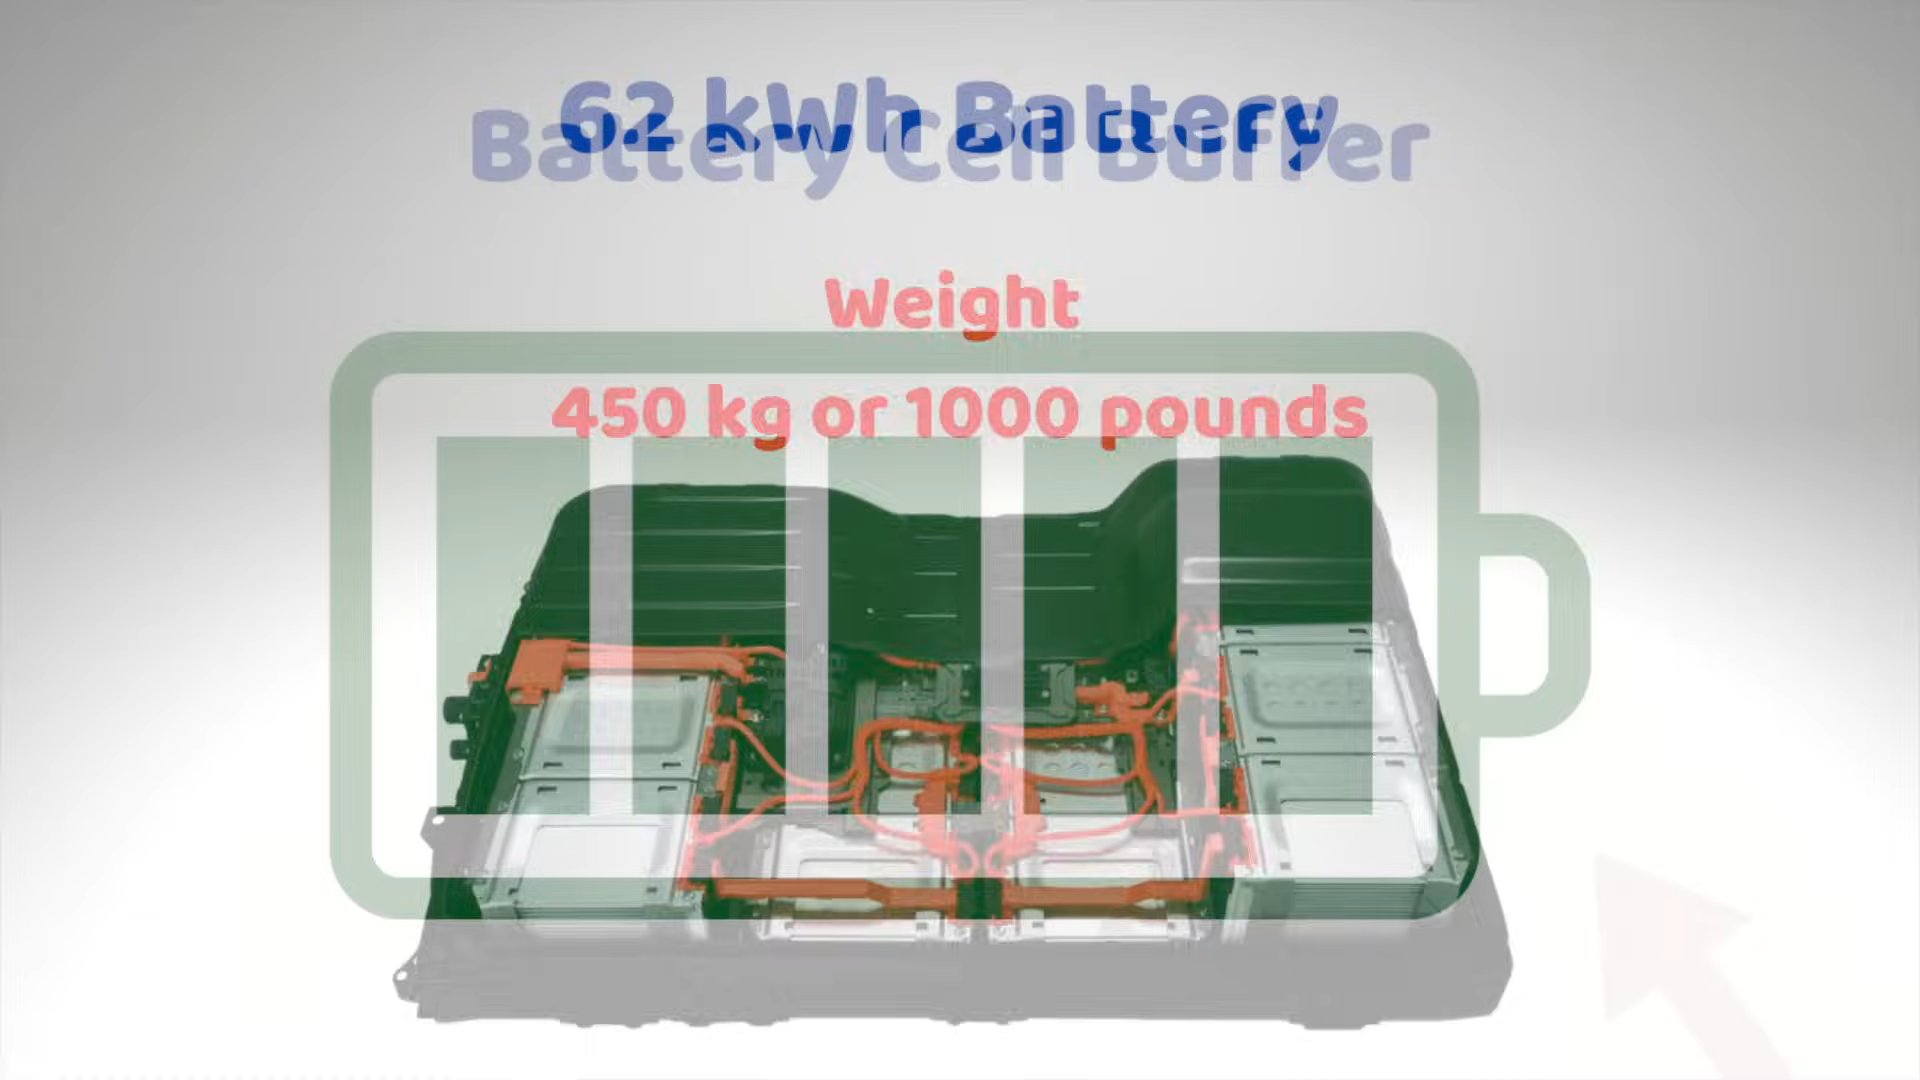 62 kWh Battery
Battery Cell Buffer
Weight
450 kg or 1000 pounds